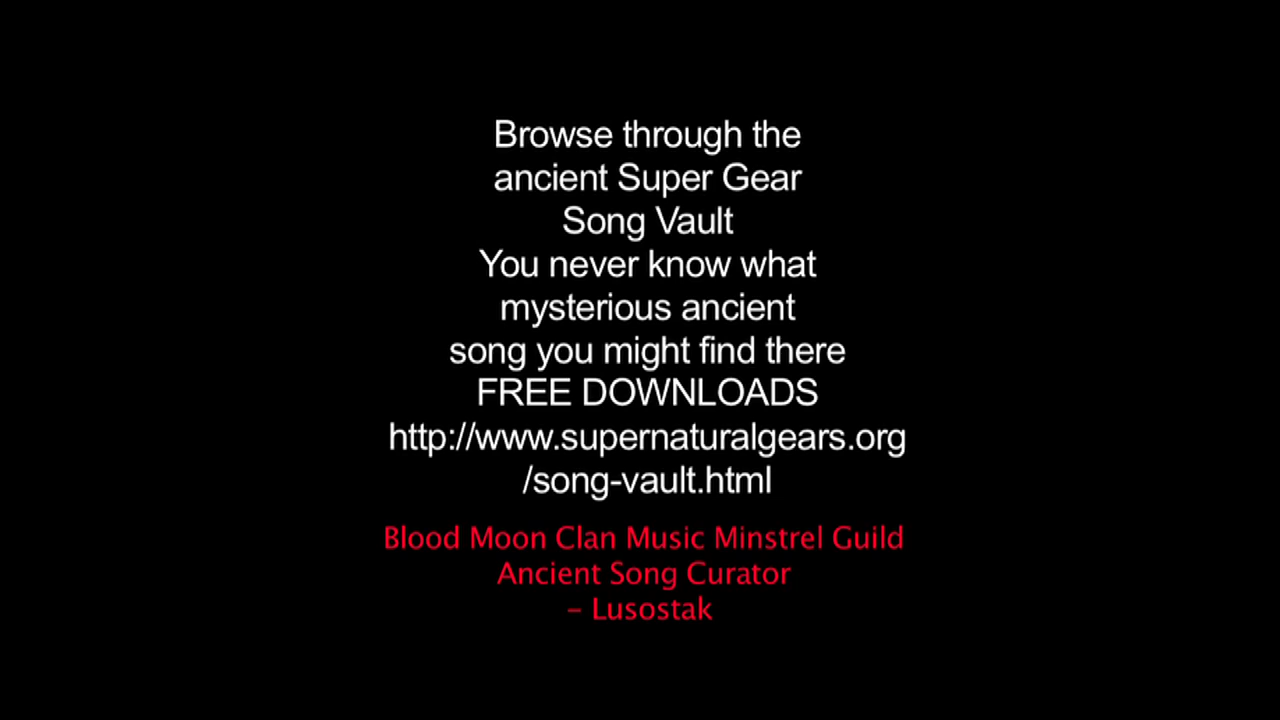 Browse through the
ancient Super Gear
Song Vault
You never know what
mysterious ancient
song you might find there
FREE DOWNLOADS
http://www.supernaturalgears.org
/song-vault.html
Blood Moon Clan Music Minstrel Guild
Ancient Song Curator
– Lusostak